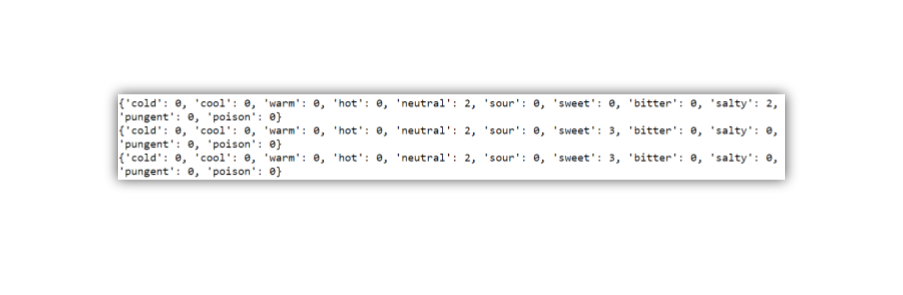 {'cold': 0, 'cool': 0, 'warm': 0, 'hot': 0, 'neutral': 2, 'sour': 0, 'sweet': 0, 'bitter': 0, 'salty': 2,
'pungent': 0, 'poison': 0}
{'cold': 0, 'cool': 0, 'warm': 0, 'hot': 0, 'neutral': 2, 'sour': 0, 'sweet': 3, 'bitter': 0, 'salty': 0,
'pungent': 0, 'poison': 0}
{'cold': 0, 'cool': 0, 'warm': 0, 'hot': 0, 'neutral': 2, 'sour': 0, 'sweet': 3, 'bitter': 0, 'salty': 0,
'pungent': 0, 'poison': 0}